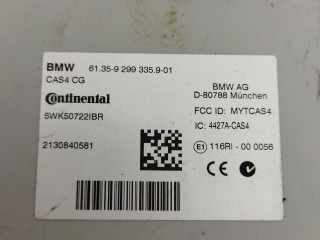 BMW 61.35-9 299 335.9-01
CAS4 CG
BMW AG
D-80788 München
Continental
FCC ID: MYTCAS4
5WK50722IBR
IC: 4427A-CAS4
2130840581
E1 116RI - 00 0056